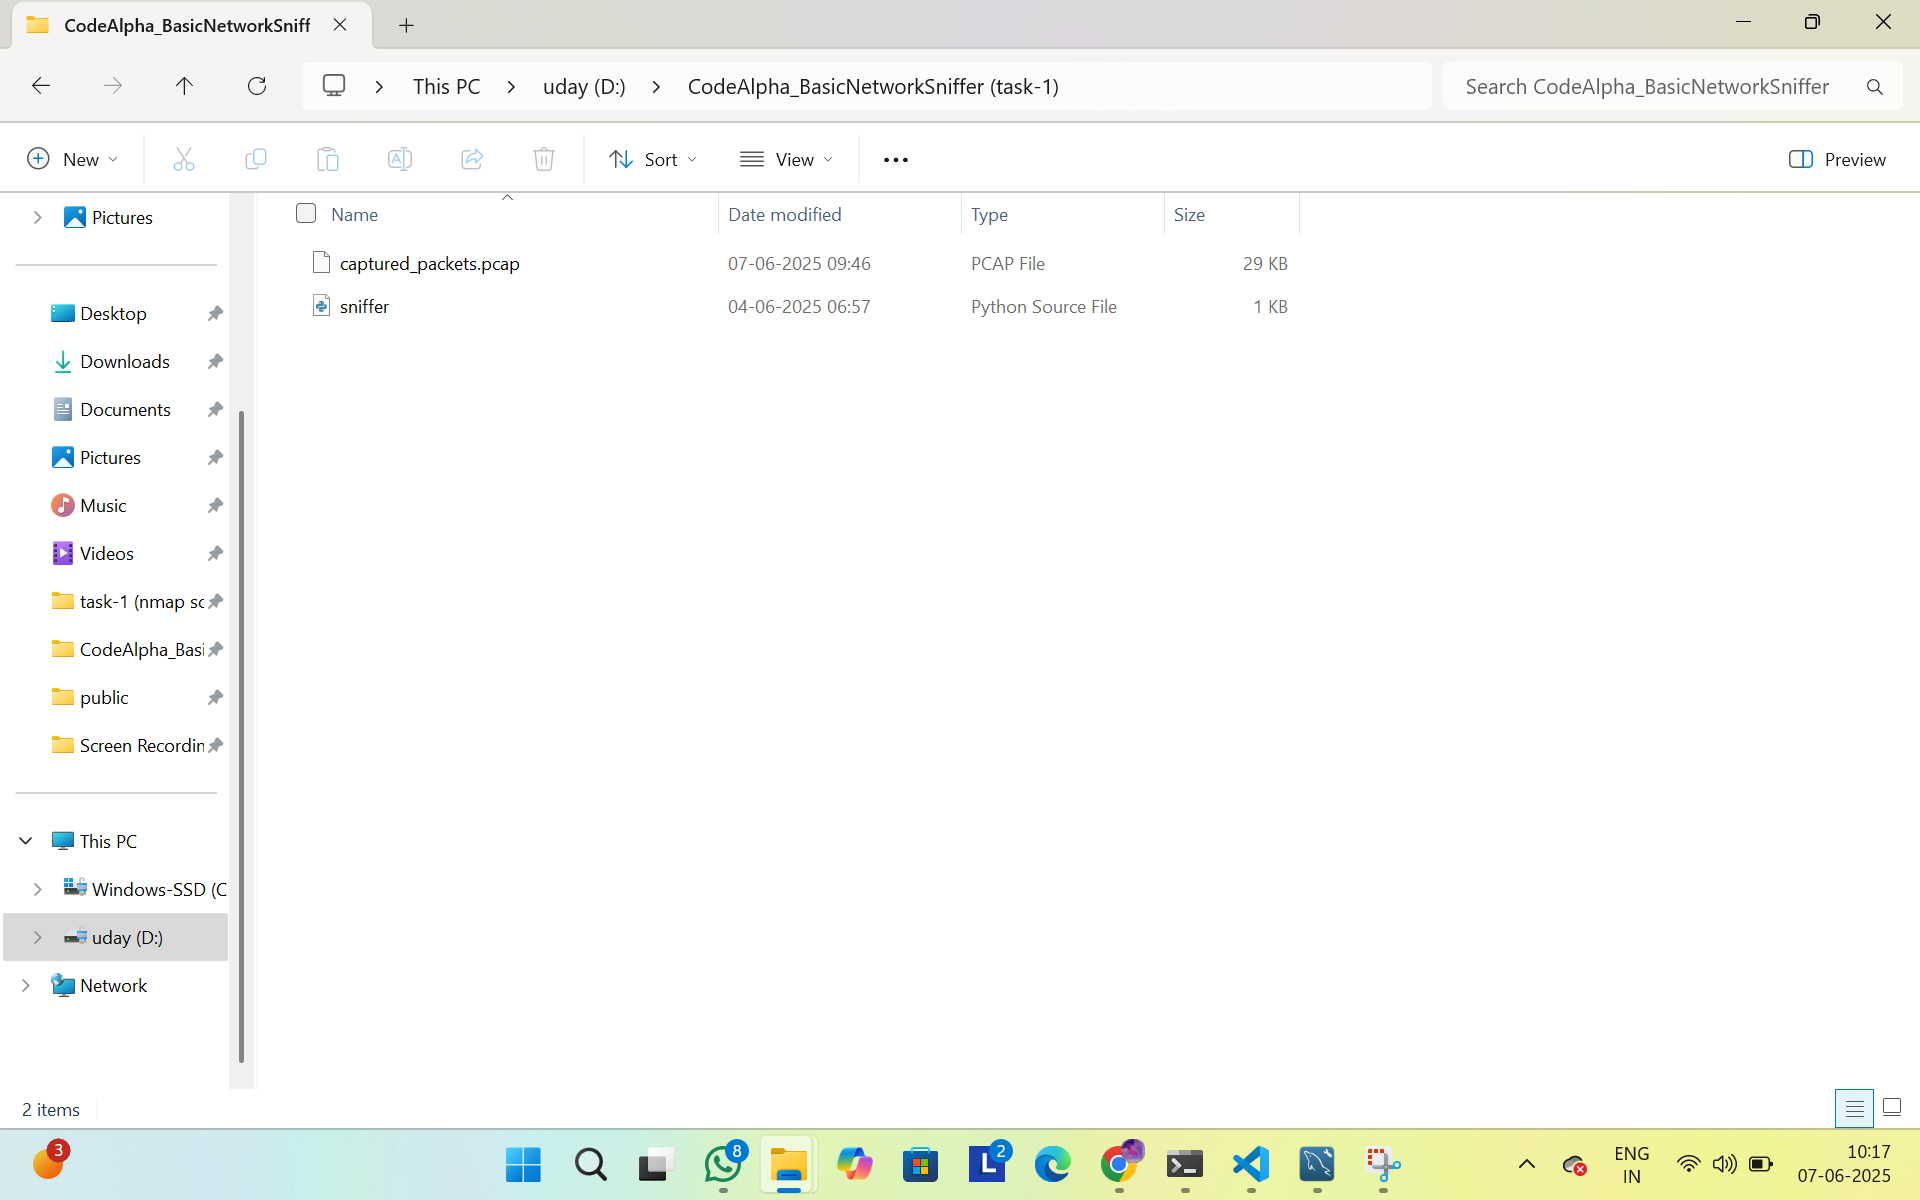 CodeAlpha_BasicNetworkSniff
This PC > uday (D:) > CodeAlpha_BasicNetworkSniffer (task-1)
Search CodeAlpha_BasicNetworkSniffer
New
Sort
View
Preview
Pictures
Desktop
Downloads
Documents
Pictures
Music
Videos
task-1 (nmap sc
CodeAlpha_Basi
public
Screen Recordin
This PC
Windows-SSD (C
uday (D:)
Network
Name Date modified Type Size
captured_packets.pcap 07-06-2025 09:46 PCAP File 29 KB
sniffer 04-06-2025 06:57 Python Source File 1 KB
2 items
3
8
L 2
ENG
IN
10:17
07-06-2025